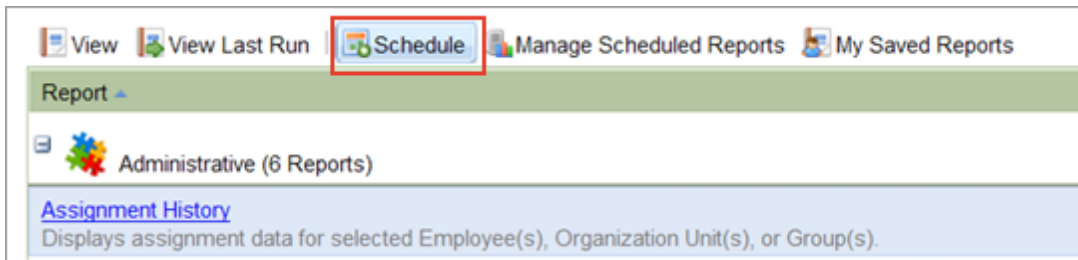 View View Last Run Schedule Manage Scheduled Reports My Saved Reports
Report
Administrative (6 Reports)
Assignment History
Displays assignment data for selected Employee(s), Organization Unit(s), or Group(s).